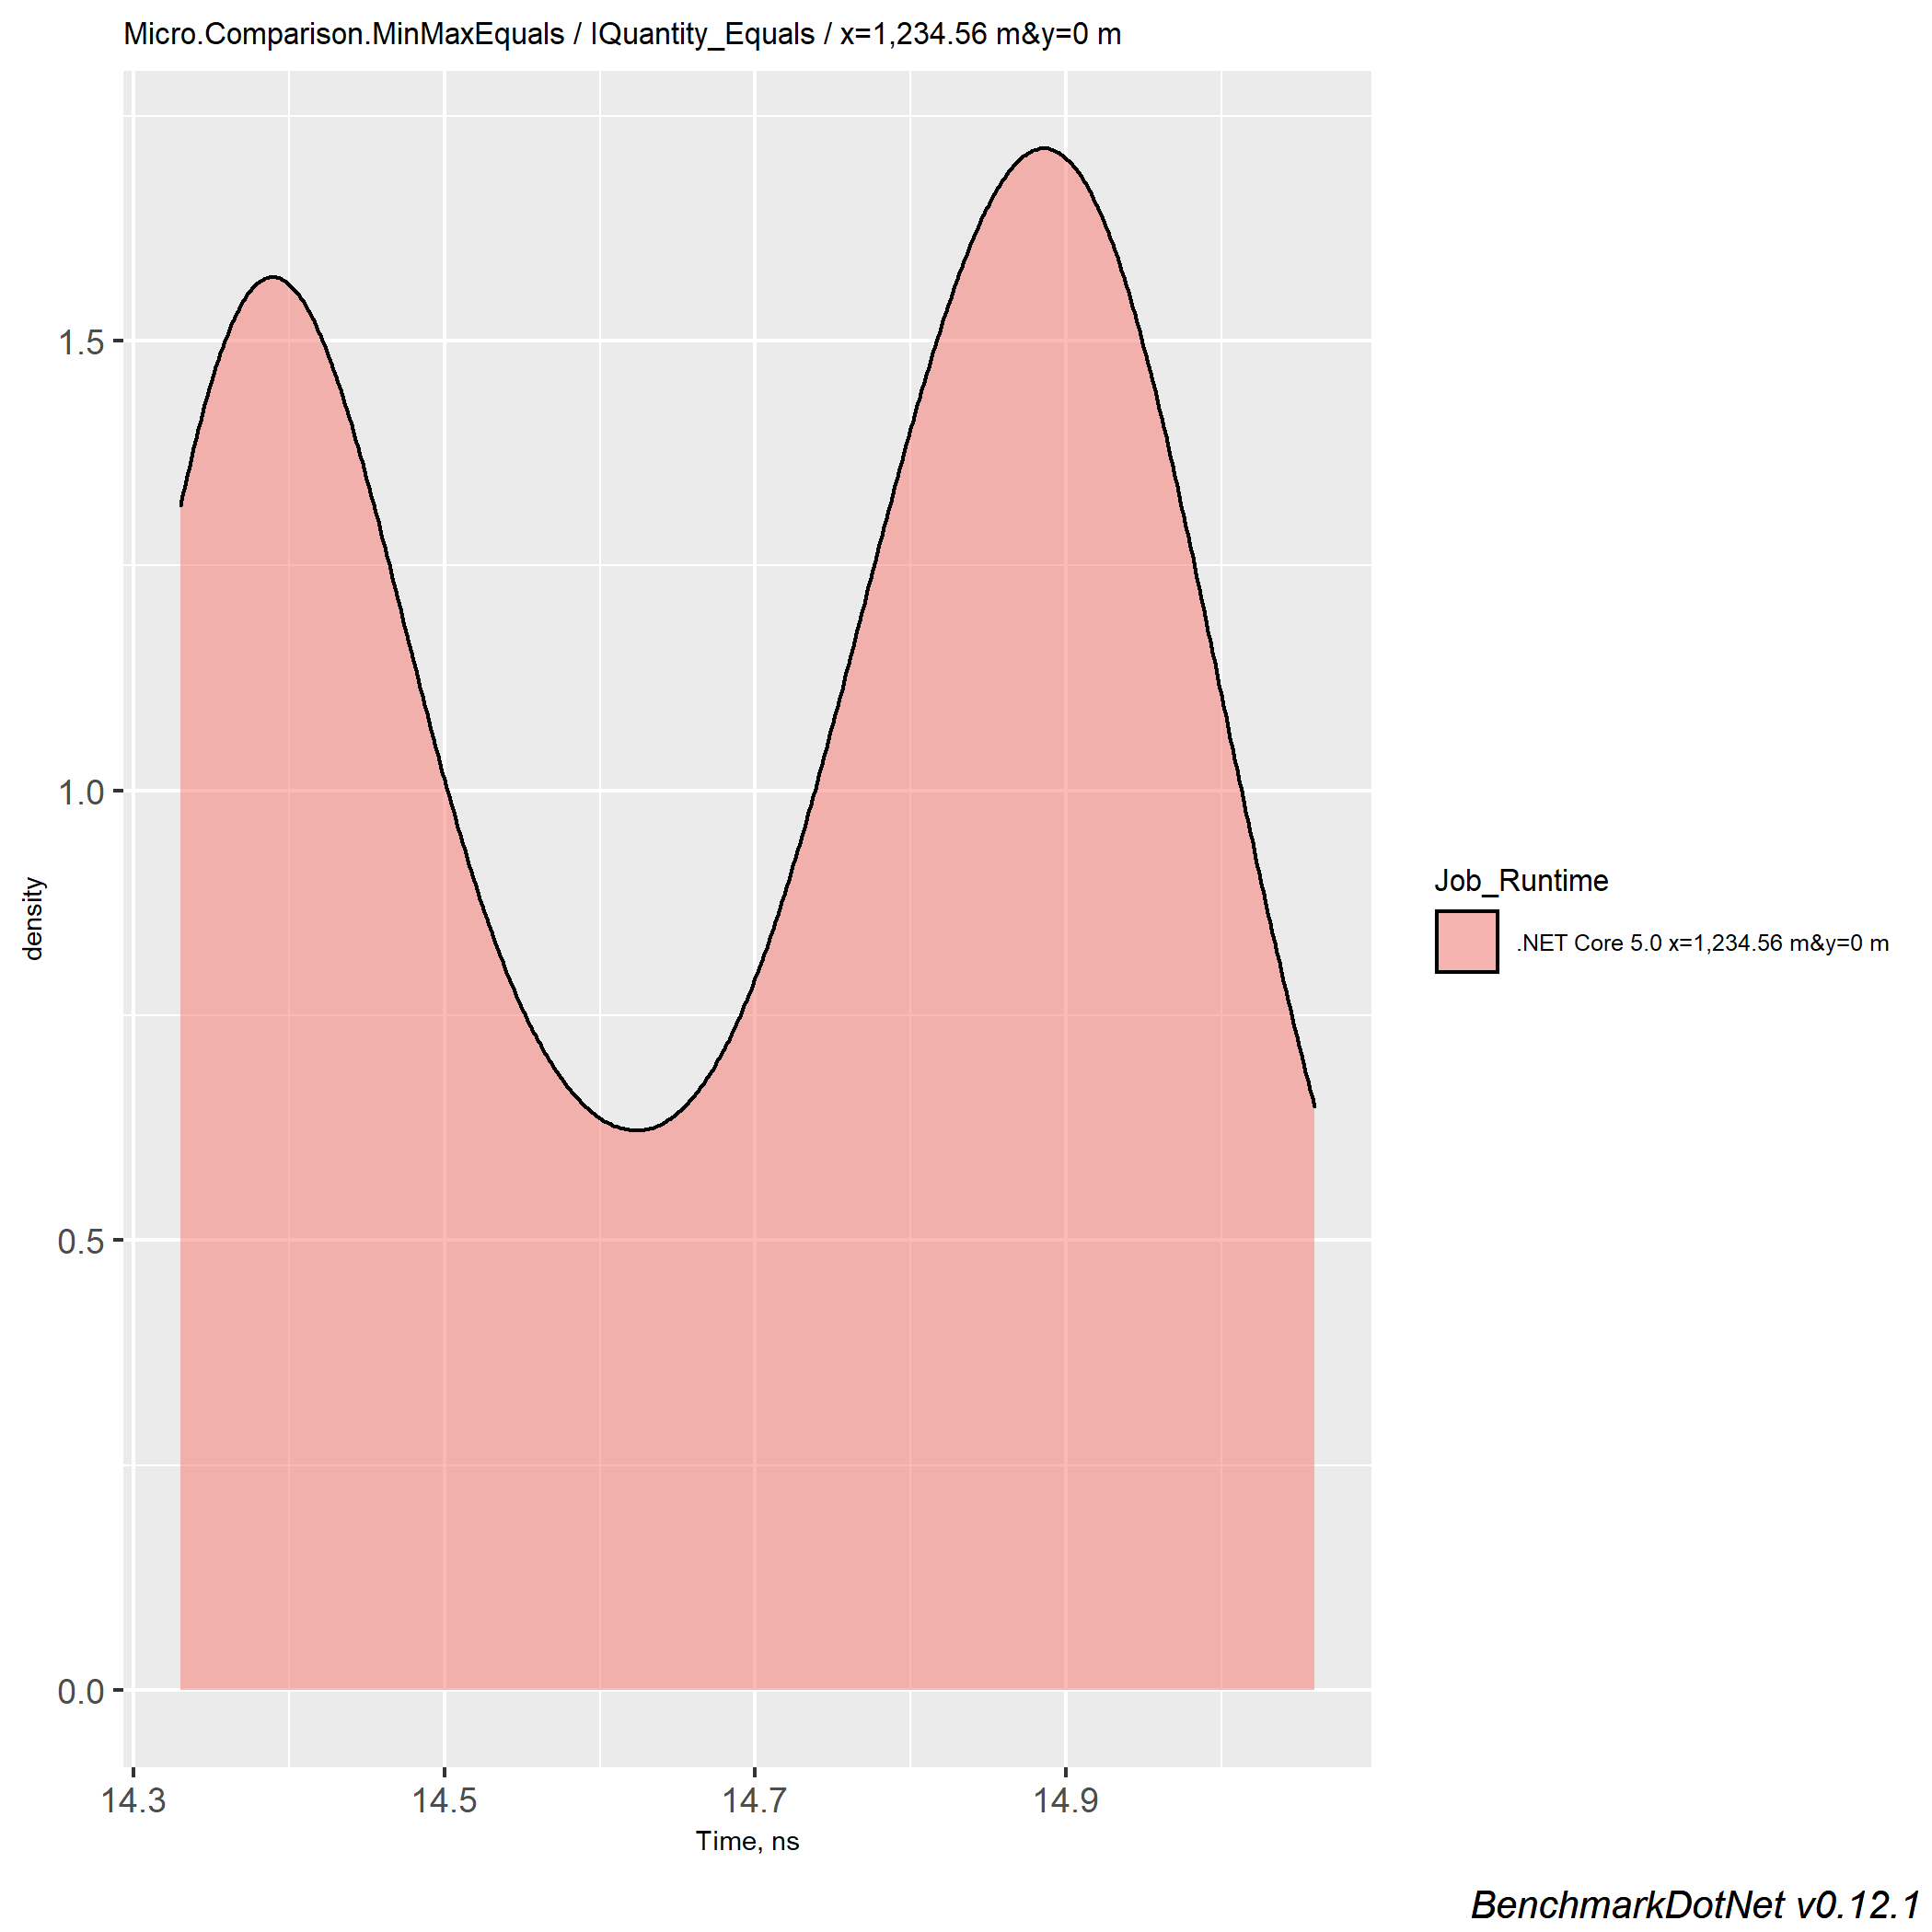 Micro.Comparison.MinMaxEquals / IQuantity_Equals / x=1,234.56 m&y=0 m
1.5
1.0
0.5
0.0
density
14.3 14.5 14.7 14.9
Time, ns
Job_Runtime
.NET Core 5.0 x=1,234.56 m&y=0 m
BenchmarkDotNet v0.12.1